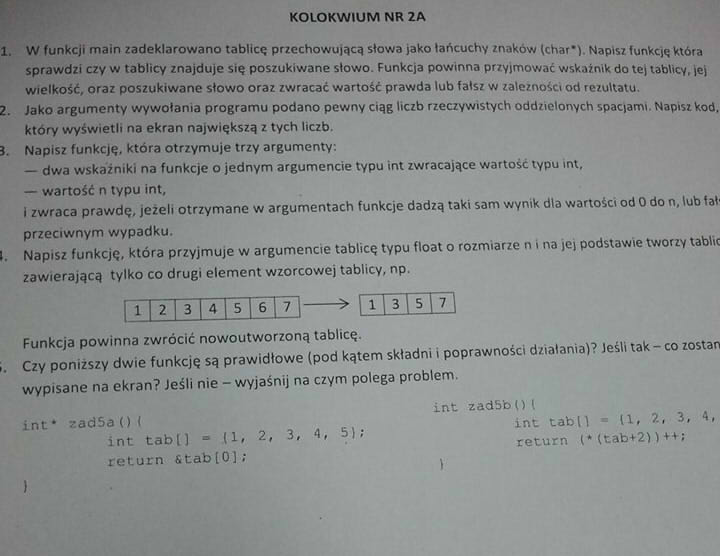 KOLOKWIUM NR 2A
1. W funkcji main zadeklarowano tablicę przechowującą słowa jako łańcuchy znaków (char*). Napisz funkcję która
sprawdzi czy w tablicy znajduje się poszukiwane słowo. Funkcja powinna przyjmować wskaźnik do tej tablicy, jej
wielkość, oraz poszukiwane słowo oraz zwracać wartość prawda lub fałsz w zależności od rezultatu.
2. Jako argumenty wywołania programu podano pewny ciąg liczb rzeczywistych oddzielonych spacjami. Napisz kod,
który wyświetli na ekran największą z tych liczb.
3. Napisz funkcję, która otrzymuje trzy argumenty:
— dwa wskaźniki na funkcje o jednym argumencie typu int zwracające wartość typu int,
— wartość n typu int,
i zwraca prawdę, jeżeli otrzymane w argumentach funkcje dadzą taki sam wynik dla wartości od 0 do n, lub fał
przeciwnym wypadku.
4. Napisz funkcję, która przyjmuje w argumencie tablicę typu float o rozmiarze n i na jej podstawie tworzy tablic
zawierającą tylko co drugi element wzorcowej tablicy, np.
1 2 3 4 5 6 7 → 1 3 5 7
Funkcja powinna zwrócić nowoutworzoną tablicę.
5. Czy poniższy dwie funkcję są prawidłowe (pod kątem składni i poprawności działania)? Jeśli tak – co zostan
wypisane na ekran? Jeśli nie – wyjaśnij na czym polega problem.
int* zad5a(){
int tab[] = {1, 2, 3, 4, 5};
return &tab[0];
}
int zad5b(){
int tab[] = {1, 2, 3, 4,
return (*(tab+2))++;
}